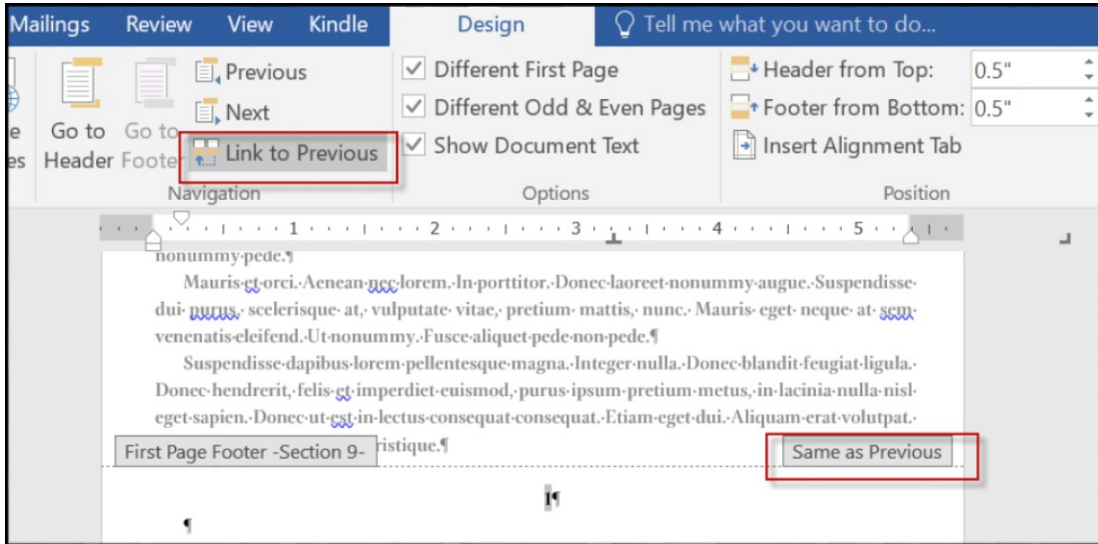 Mailings Review View Kindle Design Tell me what you want to do...
Previous Different First Page Header from Top: 0.5"
Next Different Odd & Even Pages Footer from Bottom: 0.5"
Go to Header Go to Footer Link to Previous Show Document Text Insert Alignment Tab
Navigation Options Position
1 2 3 4 5
nonummy·pede.¶
Mauris·et·orci.·Aenean·nec·lorem.·In·porttitor.·Donec·laoreet·nonummy·augue.·Suspendisse·
dui·purus,·scelerisque·at,·vulputate·vitae,·pretium·mattis,·nunc.·Mauris·eget·neque·at·sem·
venenatis·eleifend.·Ut·nonummy.·Fusce·aliquet·pede·non·pede.¶
Suspendisse·dapibus·lorem·pellentesque·magna.·Integer·nulla.·Donec·blandit·feugiat·ligula.·
Donec·hendrerit,·felis·et·imperdiet·euismod,·purus·ipsum·pretium·metus,·in·lacinia·nulla·nisl·
eget·sapien.·Donec·ut·est·in·lectus·consequat·consequat.·Etiam·eget·dui.·Aliquam·erat·volutpat.·
First Page Footer -Section 9- ristique.¶ Same as Previous
1¶
¶